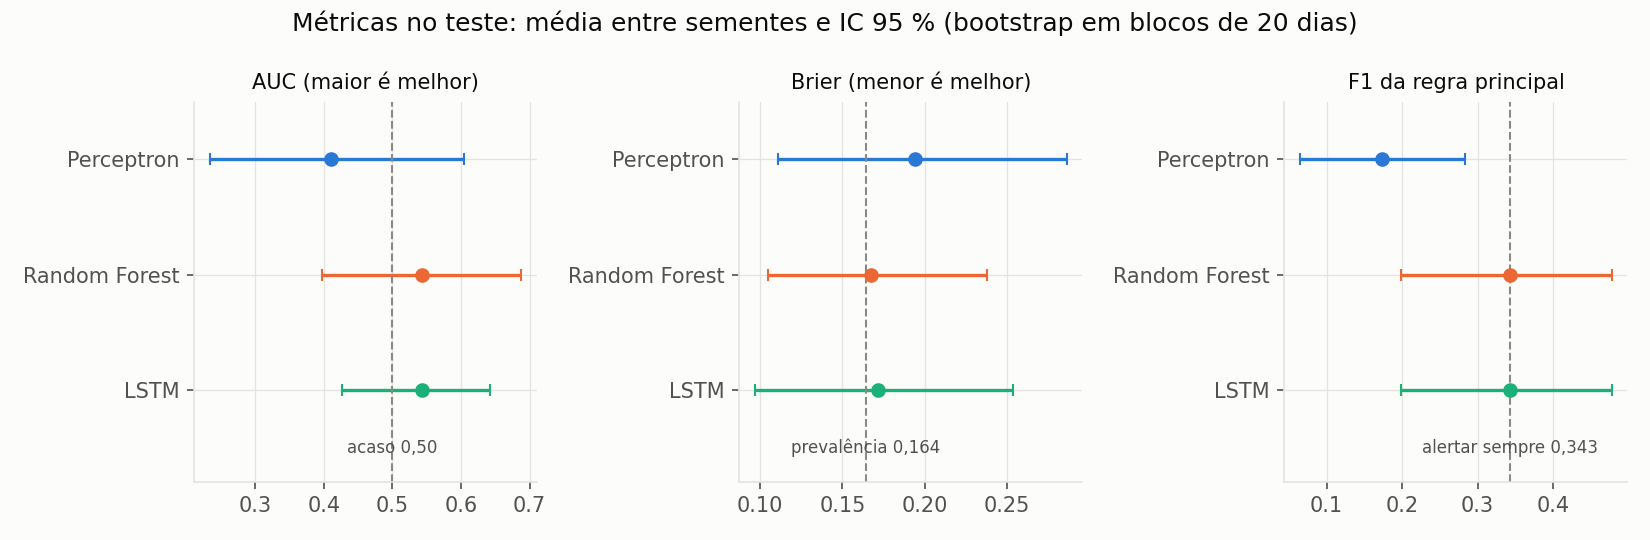 Métricas no teste: média entre sementes e IC 95 % (bootstrap em blocos de 20 dias)
AUC (maior é melhor)
Perceptron
Random Forest
LSTM
acaso 0,50
0.3 0.4 0.5 0.6 0.7
Brier (menor é melhor)
Perceptron
Random Forest
LSTM
prevalência 0,164
0.10 0.15 0.20 0.25
F1 da regra principal
Perceptron
Random Forest
LSTM
alertar sempre 0,343
0.1 0.2 0.3 0.4